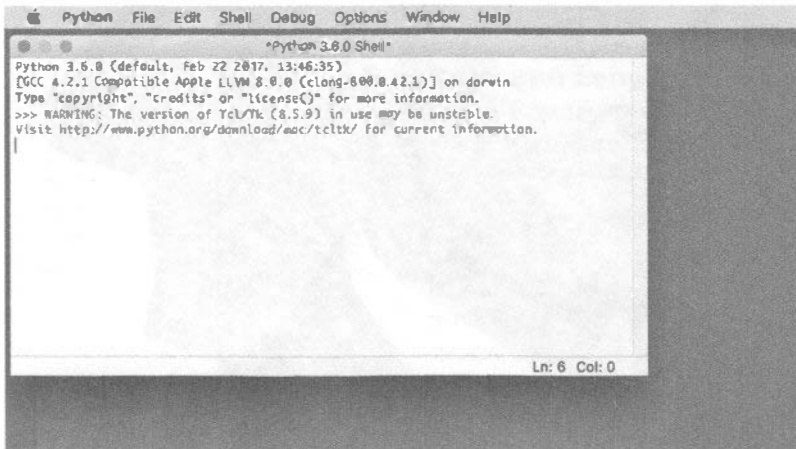 Python File Edit Shell Debug Options Window Help
*Python 3.6.0 Shell*
Python 3.6.0 (default, Feb 22 2017, 13:46:35)
[GCC 4.2.1 Compatible Apple LLVM 8.0.0 (clang-800.0.42.1)] on darwin
Type "copyright", "credits" or "license()" for more information.
>>> WARNING: The version of Tcl/Tk (8.5.9) in use may be unstable.
Visit http://www.python.org/download/mac/tcltk/ for current information.
Ln: 6 Col: 0